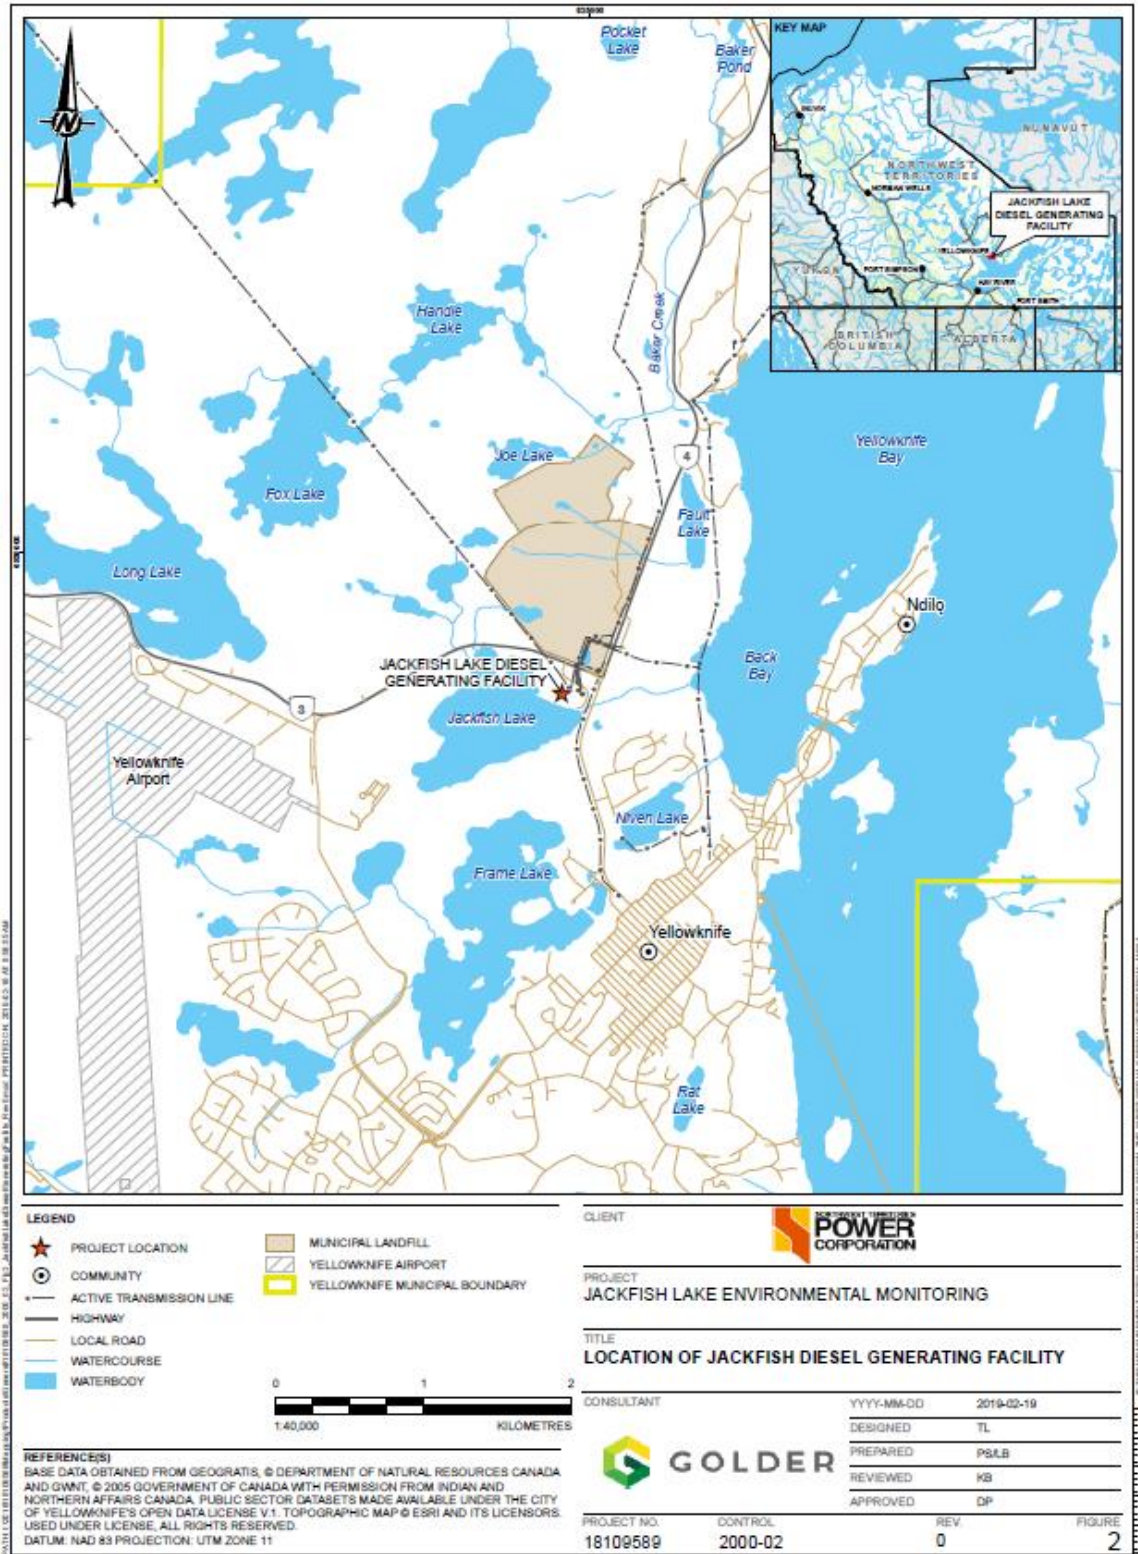 Pocket
Lake
Baker
Pond
KEY MAP
INUVIK
NUNAVUT
NORTHWEST
TERRITORIES
NORMAN WELLS
JACKFISH LAKE
DIESEL GENERATING
FACILITY
YELLOWKNIFE
YUKON
FORT SIMPSON
HAY RIVER
FORT SMITH
BRITISH
COLUMBIA
ALBERTA
Handle
Lake
Baker Creek
Yellowknife
Bay
Joe Lake
4
Fox Lake
Fault
Lake
Long Lake
Ndilǫ
Back
Bay
JACKFISH LAKE DIESEL
GENERATING FACILITY
3
Jackfish Lake
Yellowknife
Airport
Niven Lake
Frame Lake
Yellowknife
Rat
Lake
LEGEND
PROJECT LOCATION
COMMUNITY
ACTIVE TRANSMISSION LINE
HIGHWAY
LOCAL ROAD
WATERCOURSE
WATERBODY
MUNICIPAL LANDFILL
YELLOWKNIFE AIRPORT
YELLOWKNIFE MUNICIPAL BOUNDARY
0 1 2
1:40,000 KILOMETRES
REFERENCE(S)
BASE DATA OBTAINED FROM GEOGRATIS, © DEPARTMENT OF NATURAL RESOURCES CANADA
AND GWNT, © 2005 GOVERNMENT OF CANADA WITH PERMISSION FROM INDIAN AND
NORTHERN AFFAIRS CANADA. PUBLIC SECTOR DATASETS MADE AVAILABLE UNDER THE CITY
OF YELLOWKNIFE'S OPEN DATA LICENSE V.1. TOPOGRAPHIC MAP © ESRI AND ITS LICENSORS.
USED UNDER LICENSE, ALL RIGHTS RESERVED.
DATUM: NAD 83 PROJECTION: UTM ZONE 11
CLIENT
NORTHWEST TERRITORIES
POWER
CORPORATION
PROJECT
JACKFISH LAKE ENVIRONMENTAL MONITORING
TITLE
LOCATION OF JACKFISH DIESEL GENERATING FACILITY
CONSULTANT
GOLDER
YYYY-MM-DD 2019-02-19
DESIGNED TL
PREPARED PS/LB
REVIEWED KB
APPROVED DP
PROJECT NO. CONTROL REV. FIGURE
18109589 2000-02 0 2